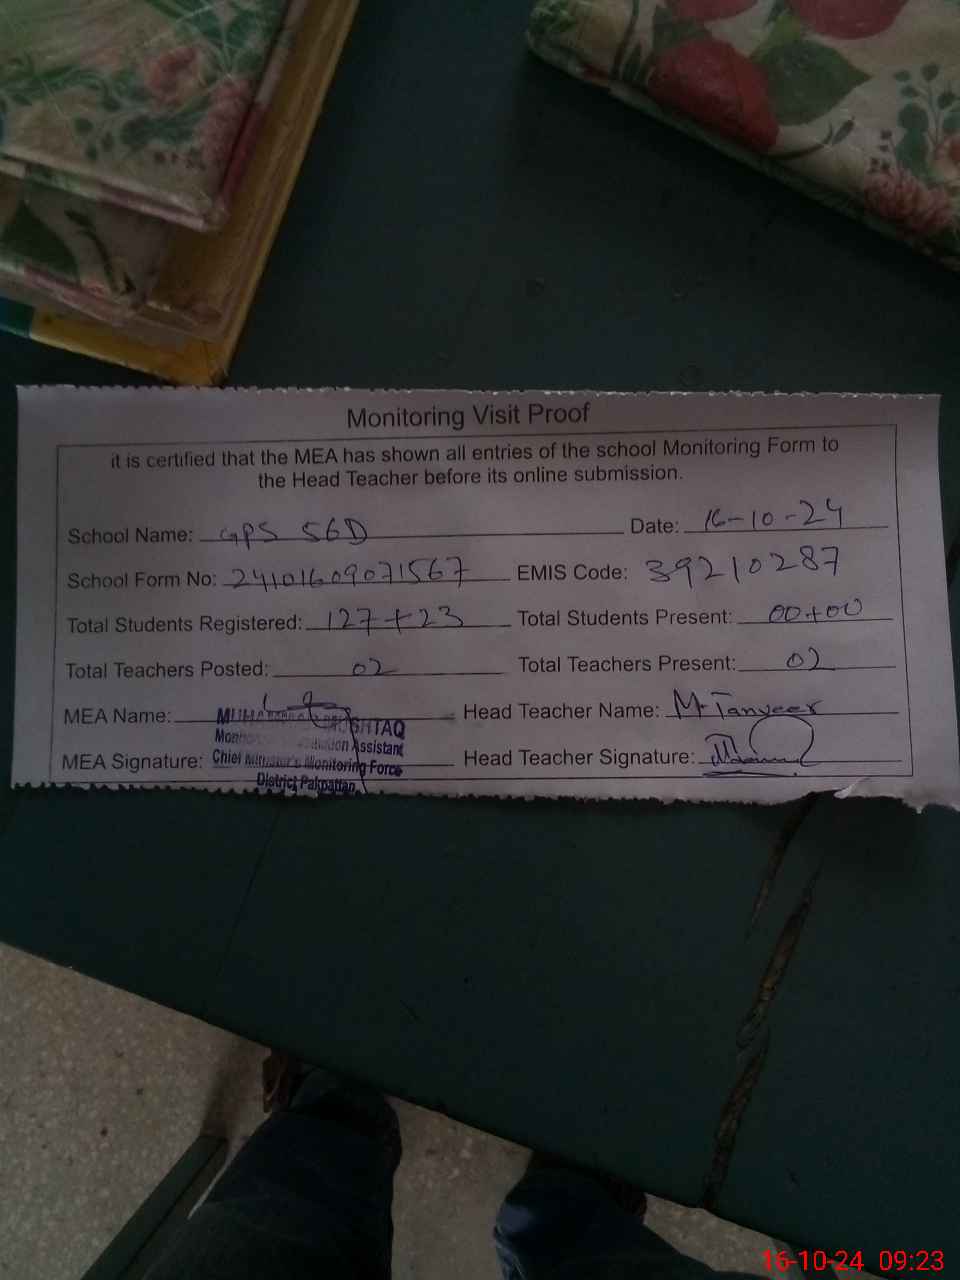 Monitoring Visit Proof
it is certified that the MEA has shown all entries of the school Monitoring Form to
the Head Teacher before its online submission.
School Name: GPS 56D Date: 16-10-24
School Form No: 24101609071567 EMIS Code: 39210287
Total Students Registered: 127+23 Total Students Present: 00+00
Total Teachers Posted: 02 Total Teachers Present: 02
MEA Name: Head Teacher Name: M Tanveer
MUSHTAQ
Assistant
MEA Signature: Head Teacher Signature:
Chief Minister's Monitoring Force
District Pakpattan
16-10-24 09:23